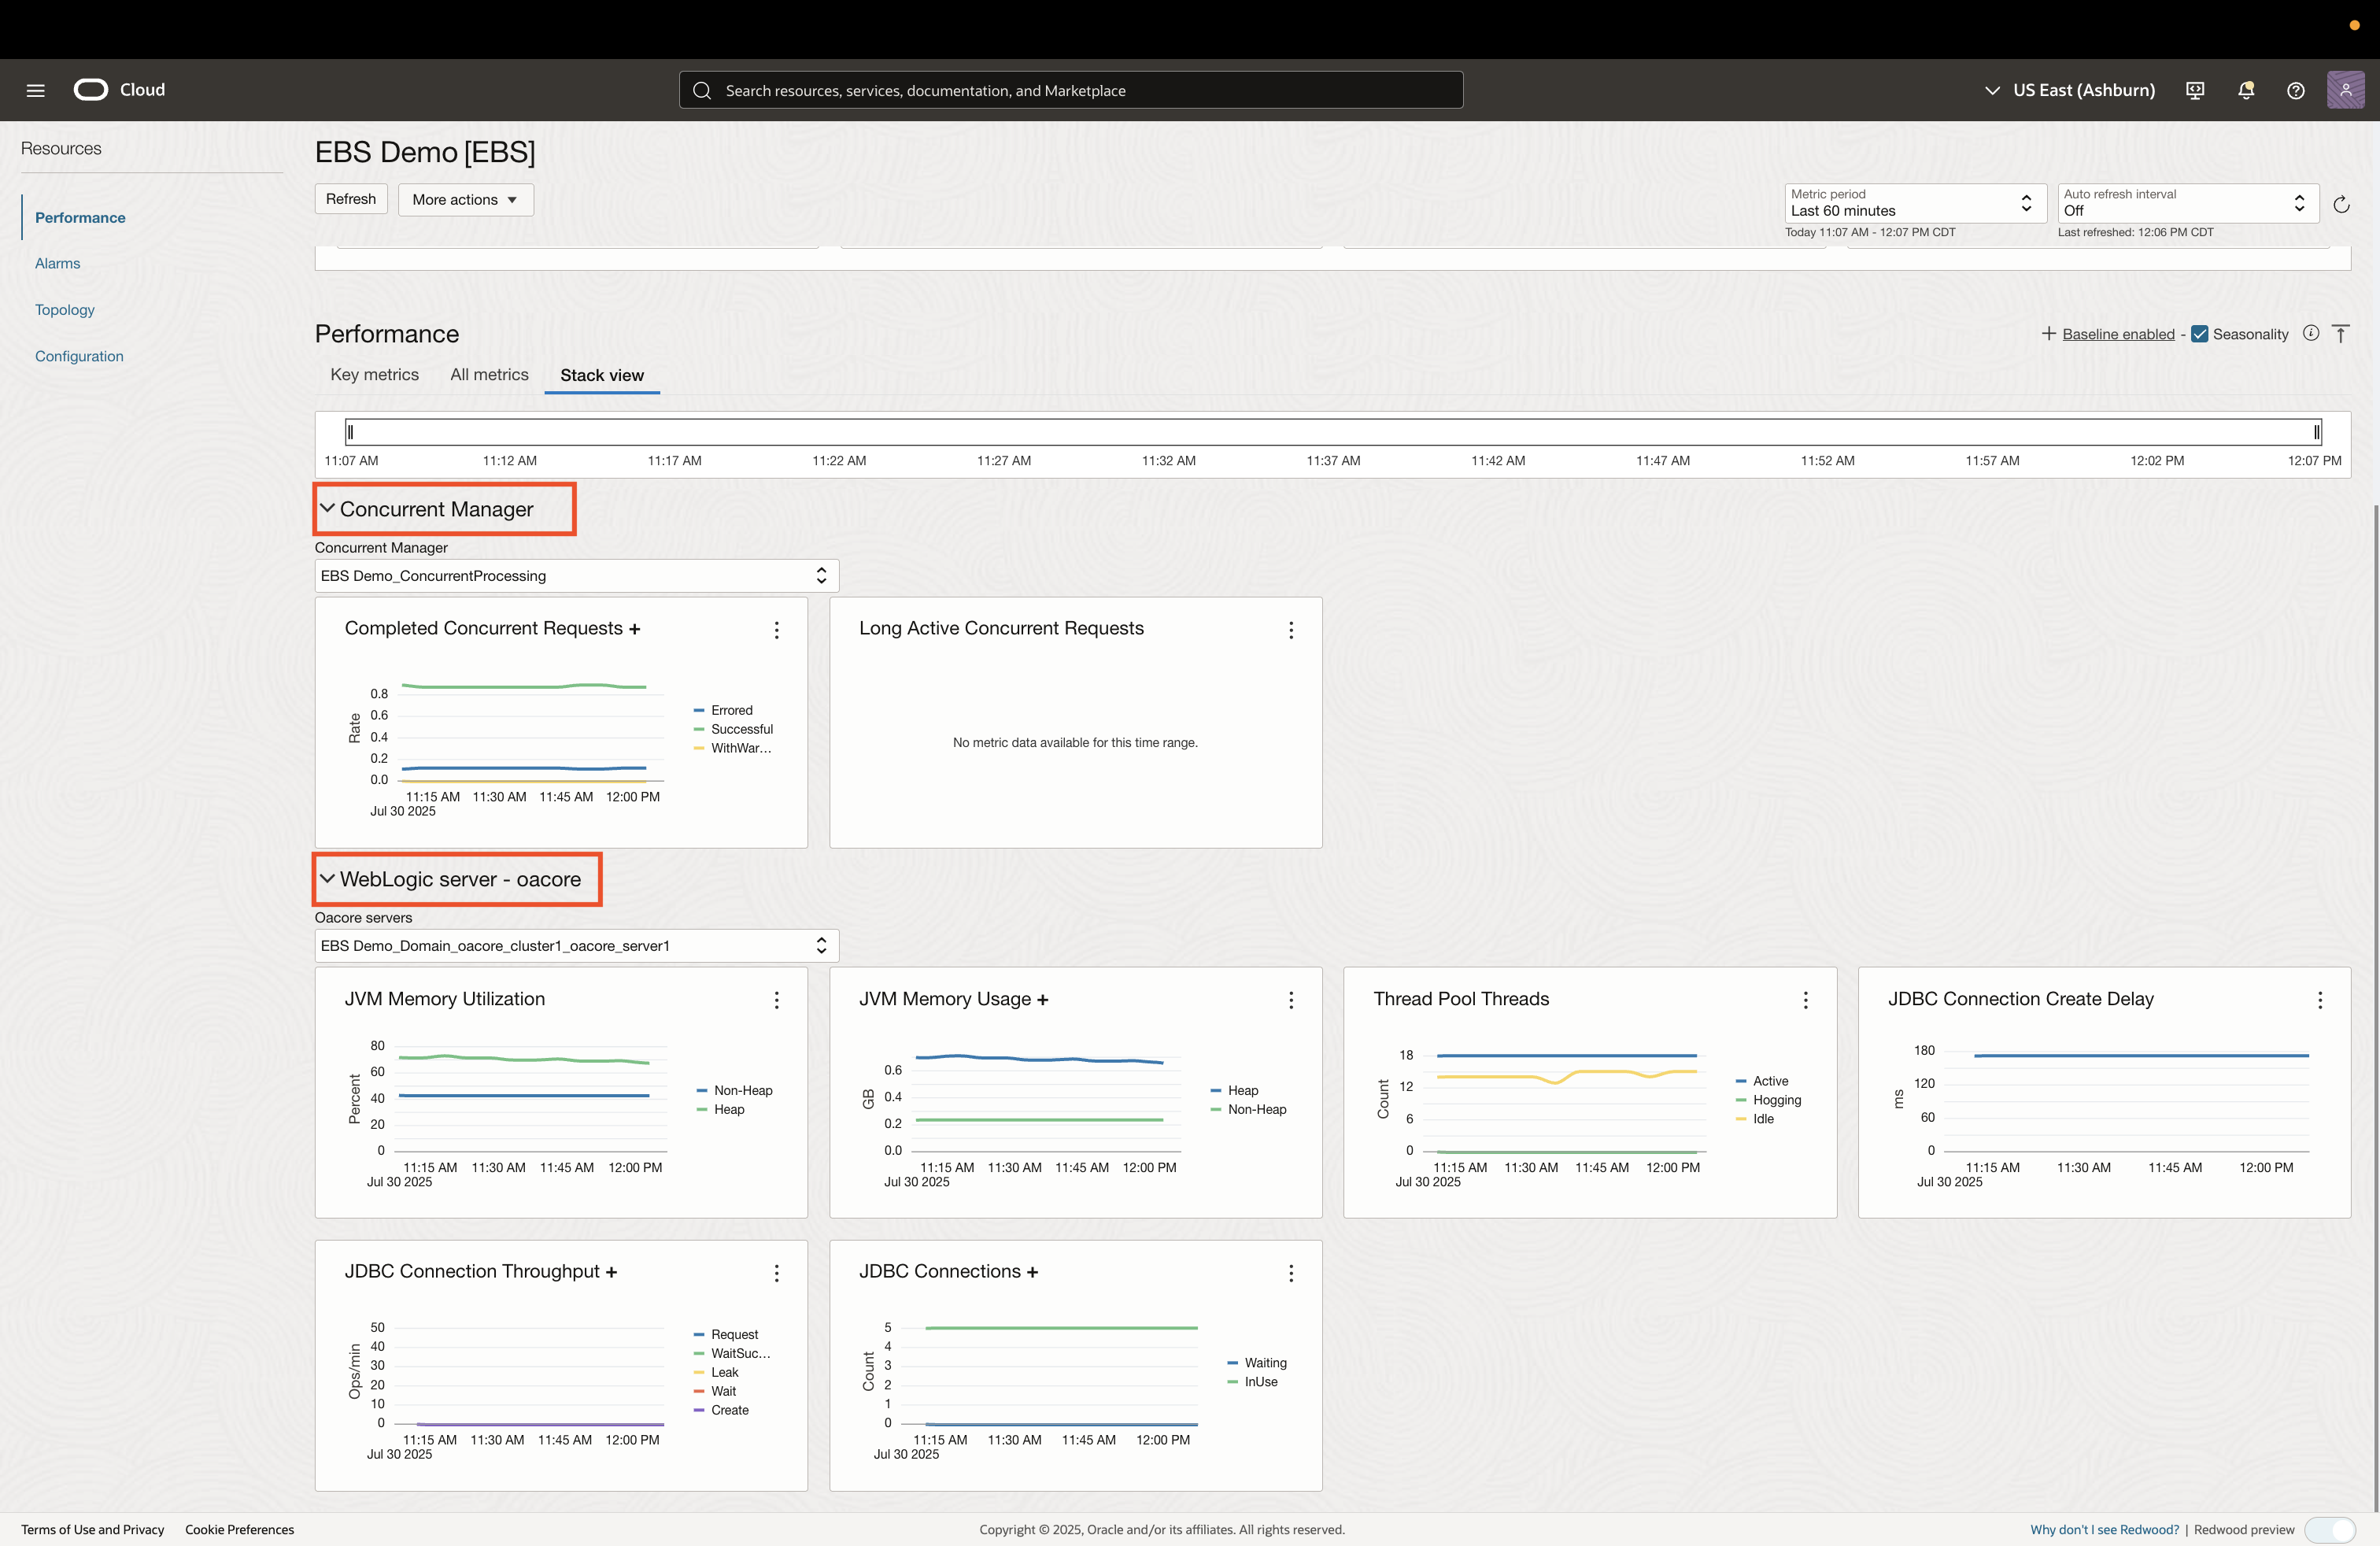 Cloud
Search resources, services, documentation, and Marketplace
US East (Ashburn)
Resources
Performance
Alarms
Topology
Configuration
EBS Demo [EBS]
Refresh
More actions
Metric period
Last 60 minutes
Today 11:07 AM - 12:07 PM CDT
Auto refresh interval
Off
Last refreshed: 12:06 PM CDT
Performance
Baseline enabled - Seasonality
Key metrics All metrics Stack view
11:07 AM 11:12 AM 11:17 AM 11:22 AM 11:27 AM 11:32 AM 11:37 AM 11:42 AM 11:47 AM 11:52 AM 11:57 AM 12:02 PM 12:07 PM
Concurrent Manager
Concurrent Manager
EBS Demo_ConcurrentProcessing
Completed Concurrent Requests +
Rate
0.8
0.6
0.4
0.2
0.0
11:15 AM 11:30 AM 11:45 AM 12:00 PM
Jul 30 2025
Errored
Successful
WithWar...
Long Active Concurrent Requests
No metric data available for this time range.
WebLogic server - oacore
Oacore servers
EBS Demo_Domain_oacore_cluster1_oacore_server1
JVM Memory Utilization
Percent
80
60
40
20
0
11:15 AM 11:30 AM 11:45 AM 12:00 PM
Jul 30 2025
Non-Heap
Heap
JVM Memory Usage +
GB
0.6
0.4
0.2
0.0
11:15 AM 11:30 AM 11:45 AM 12:00 PM
Jul 30 2025
Heap
Non-Heap
Thread Pool Threads
Count
18
12
6
0
11:15 AM 11:30 AM 11:45 AM 12:00 PM
Jul 30 2025
Active
Hogging
Idle
JDBC Connection Create Delay
ms
180
120
60
0
11:15 AM 11:30 AM 11:45 AM 12:00 PM
Jul 30 2025
JDBC Connection Throughput +
Ops/min
50
40
30
20
10
0
11:15 AM 11:30 AM 11:45 AM 12:00 PM
Jul 30 2025
Request
WaitSuc...
Leak
Wait
Create
JDBC Connections +
Count
5
4
3
2
1
0
11:15 AM 11:30 AM 11:45 AM 12:00 PM
Jul 30 2025
Waiting
InUse
Terms of Use and Privacy Cookie Preferences
Copyright © 2025, Oracle and/or its affiliates. All rights reserved.
Why don't I see Redwood? | Redwood preview